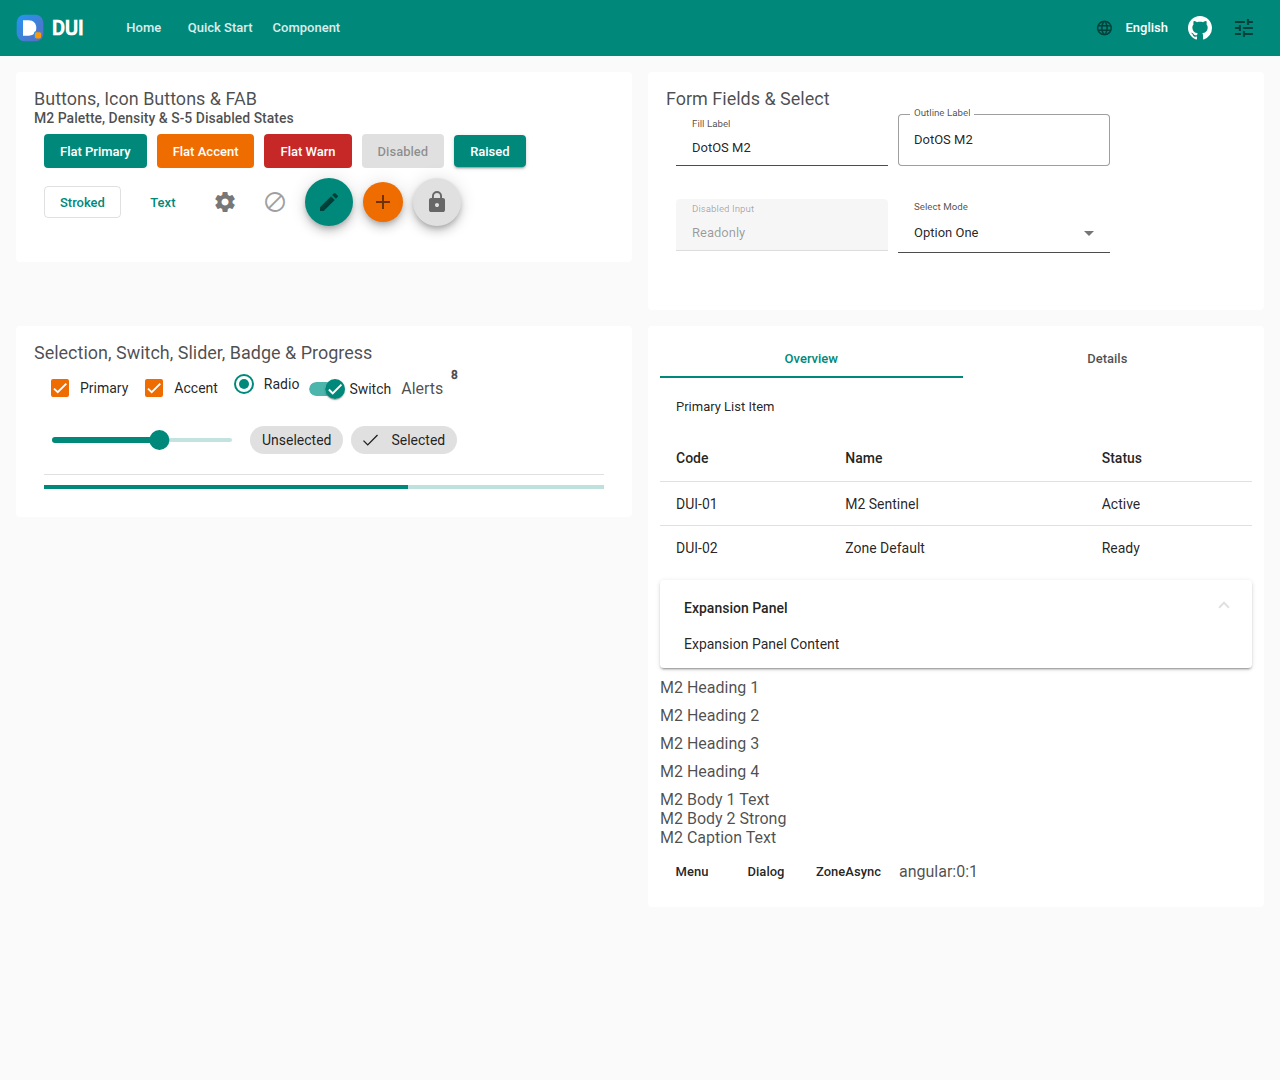 DUI Home Quick Start Component English
Buttons, Icon Buttons & FAB
M2 Palette, Density & S-5 Disabled States
Flat Primary Flat Accent Flat Warn Disabled Raised
Stroked Text
Form Fields & Select
Fill Label
DotOS M2
Outline Label
DotOS M2
Disabled Input
Readonly
Select Mode
Option One
Selection, Switch, Slider, Badge & Progress
Primary Accent Radio Switch Alerts 8
Unselected Selected
Overview Details
Primary List Item
Code Name Status
DUI-01 M2 Sentinel Active
DUI-02 Zone Default Ready
Expansion Panel
Expansion Panel Content
M2 Heading 1
M2 Heading 2
M2 Heading 3
M2 Heading 4
M2 Body 1 Text
M2 Body 2 Strong
M2 Caption Text
Menu Dialog ZoneAsync angular:0:1